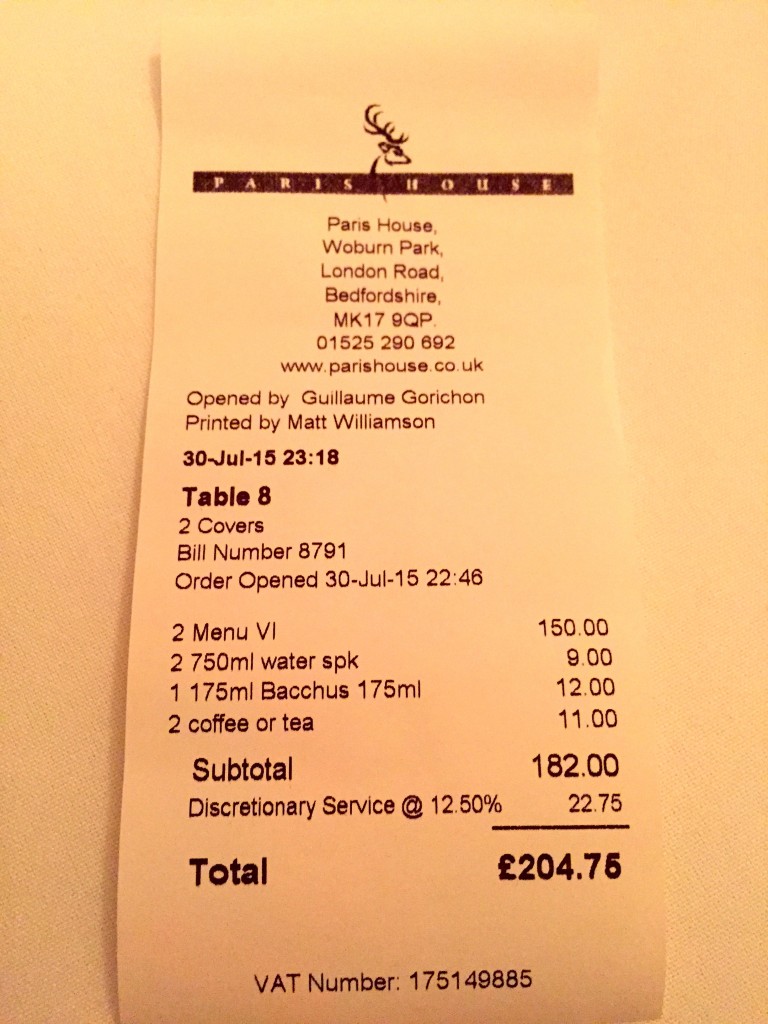 PARIS HOUSE
Paris House,
Woburn Park,
London Road,
Bedfordshire,
MK17 9QP.
01525 290 692
www.parishouse.co.uk
Opened by Guillaume Gorichon
Printed by Matt Williamson
30-Jul-15 23:18
Table 8
2 Covers
Bill Number 8791
Order Opened 30-Jul-15 22:46
2 Menu VI 150.00
2 750ml water spk 9.00
1 175ml Bacchus 175ml 12.00
2 coffee or tea 11.00
Subtotal 182.00
Discretionary Service @ 12.50% 22.75
Total £204.75
VAT Number: 175149885